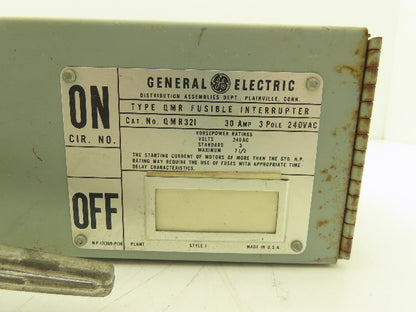 ON
CIR. NO.
OFF
GENERAL GE ELECTRIC
DISTRIBUTION ASSEMBLIES DEPT., PLAINVILLE, CONN.
TYPE QMR FUSIBLE INTERRUPTER
CAT. NO. QMR321 30 AMP 3 POLE 240VAC
HORSEPOWER RATINGS
VOLTS 240AC
STANDARD 3
MAXIMUM 7 1/2
THE STARTING CURRENT OF MOTORS OF MORE THAN THE STD. H.P.
RATING MAY REQUIRE THE USE OF FUSES WITH APPROPRIATE TIME
DELAY CHARACTERISTICS.
N.P. PLANT STYLE 1 MADE IN U.S.A.